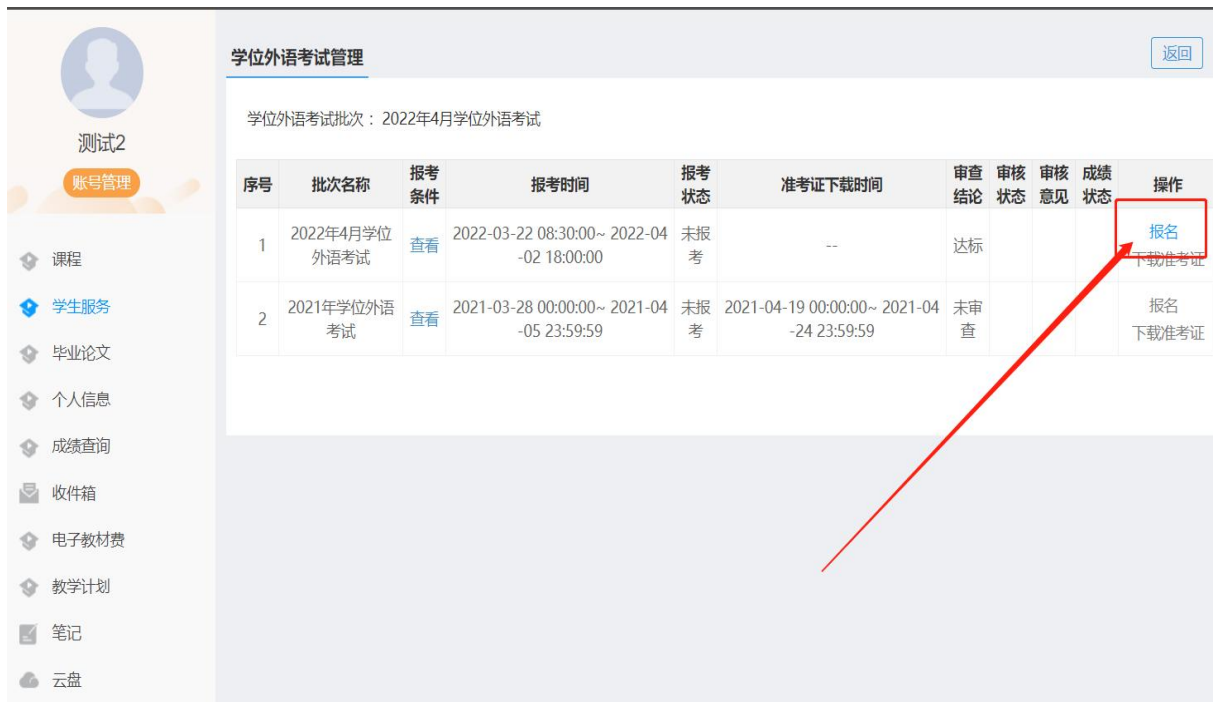 学位外语考试管理
返回
学位外语考试批次： 2022年4月学位外语考试
测试2
账号管理
课程
学生服务
毕业论文
个人信息
成绩查询
收件箱
电子教材费
教学计划
笔记
云盘
序号 批次名称 报考条件 报考时间 报考状态 准考证下载时间 审查结论 审核状态 审核意见 成绩状态 操作
1 2022年4月学位外语考试 查看 2022-03-22 08:30:00~ 2022-04-02 18:00:00 未报考 -- 达标 报名
下载准考证
2 2021年学位外语考试 查看 2021-03-28 00:00:00~ 2021-04-05 23:59:59 未报考 2021-04-19 00:00:00~ 2021-04-24 23:59:59 未审查 报名
下载准考证